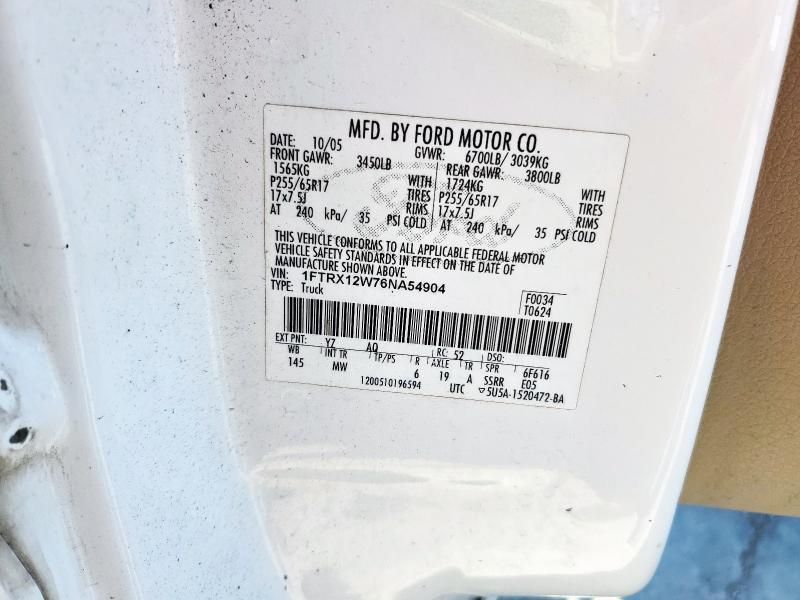 MFD. BY FORD MOTOR CO.
DATE: 10/05 GVWR: 6700LB/ 3039KG
FRONT GAWR: 3450LB REAR GAWR: 3800LB
1565KG WITH 1724KG WITH
P255/65R17 TIRES P255/65R17 TIRES
17x7.5J RIMS 17x7.5J RIMS
AT 240 kPa/ 35 PSI COLD AT 240 kPa/ 35 PSI COLD
THIS VEHICLE CONFORMS TO ALL APPLICABLE FEDERAL MOTOR
VEHICLE SAFETY STANDARDS IN EFFECT ON THE DATE OF
MANUFACTURE SHOWN ABOVE.
VIN: 1FTRX12W76NA54904
TYPE: Truck
F0034
T0624
EXT PNT: YZ AQ RC: 52 DSO:
WB INT TR TP/PS R AXLE TR SPR 6F616
145 MW 6 19 A SSRR E05
1200510196594 UTC ▽5U5A-1520472-BA
Ford